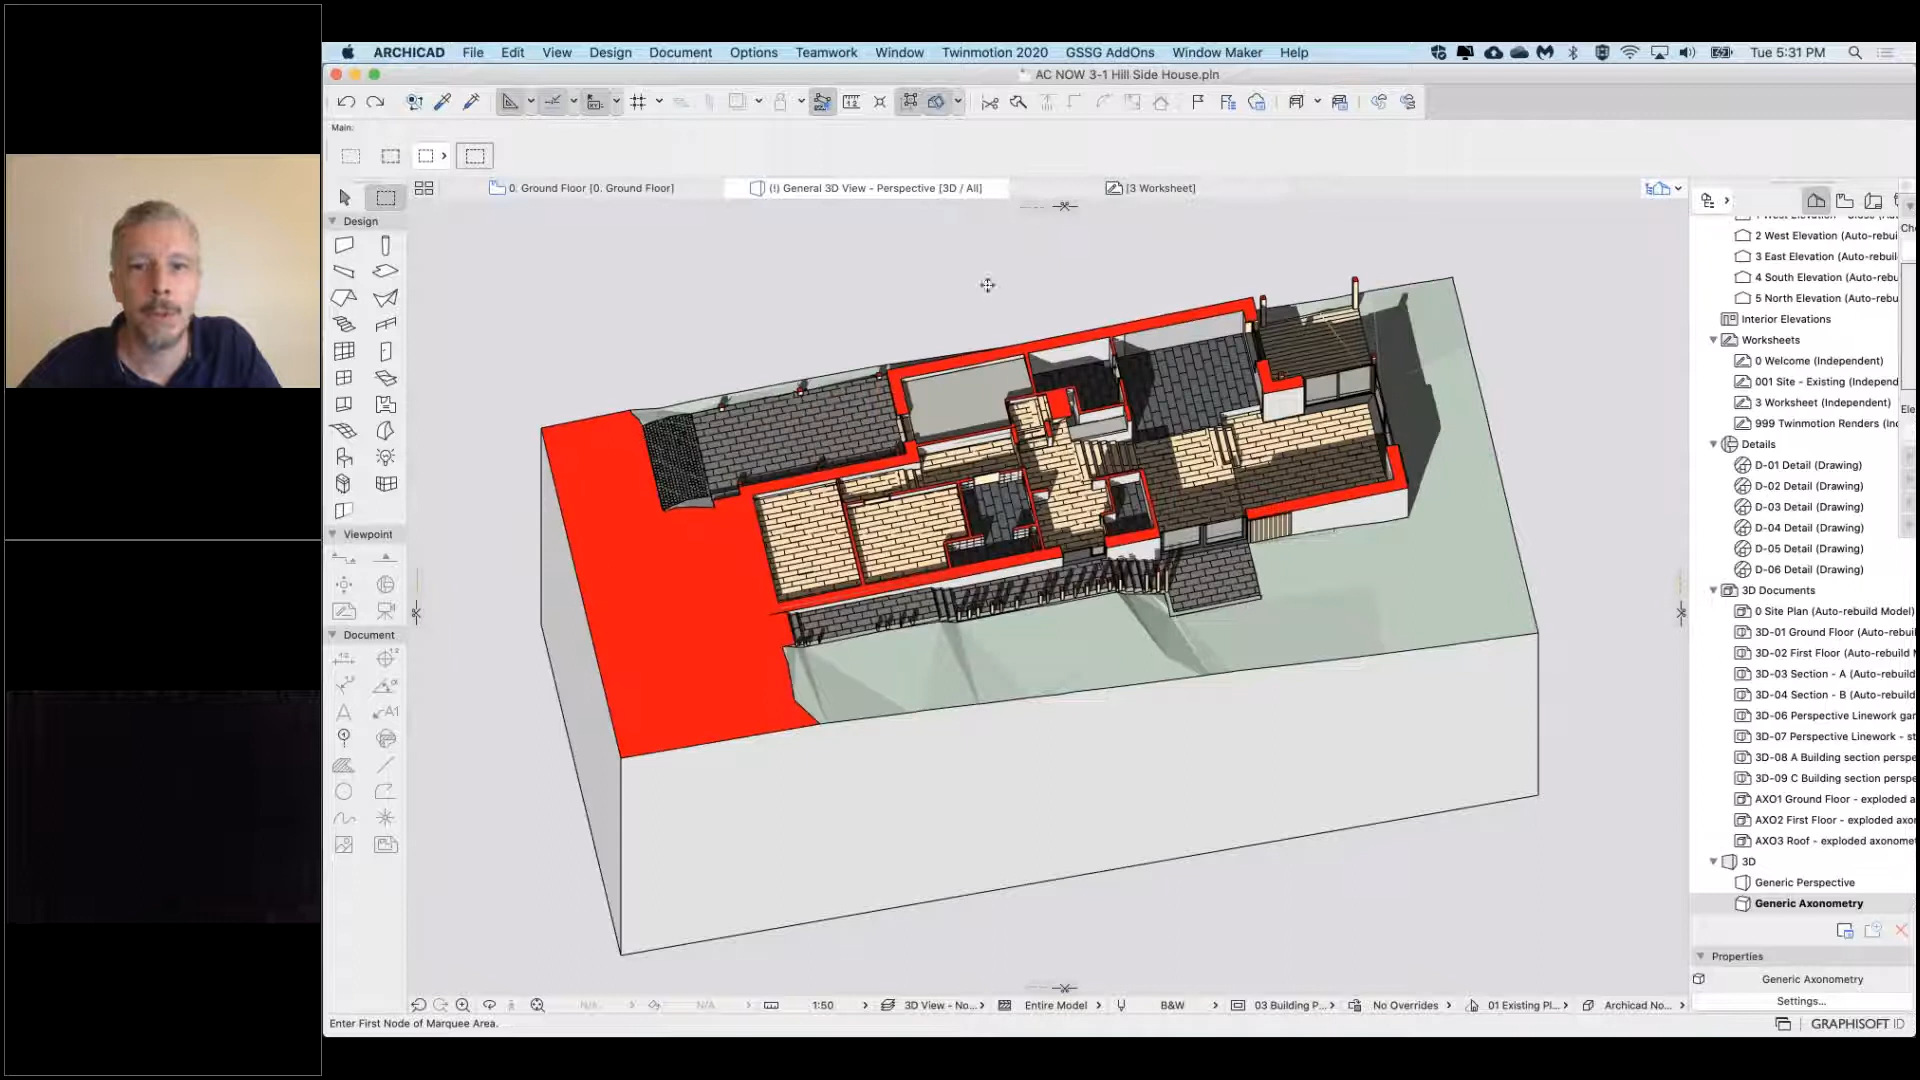 ARCHICAD File Edit View Design Document Options Teamwork Window Twinmotion 2020 GSSG AddOns Window Maker Help Tue 5:31 PM
AC NOW 3-1 Hill Side House.pln
Main:
0. Ground Floor [0. Ground Floor] (!) General 3D View - Perspective [3D / All] [3 Worksheet]
Design
Viewpoint
Document
A A1
2 West Elevation (Auto-rebui
3 East Elevation (Auto-rebuil
4 South Elevation (Auto-rebu
5 North Elevation (Auto-rebu
Interior Elevations
Worksheets
0 Welcome (Independent)
001 Site - Existing (Independ
3 Worksheet (Independent)
999 Twinmotion Renders (Inc
Details
D-01 Detail (Drawing)
D-02 Detail (Drawing)
D-03 Detail (Drawing)
D-04 Detail (Drawing)
D-05 Detail (Drawing)
D-06 Detail (Drawing)
3D Documents
0 Site Plan (Auto-rebuild Model)
3D-01 Ground Floor (Auto-rebui
3D-02 First Floor (Auto-rebuild
3D-03 Section - A (Auto-rebuild
3D-04 Section - B (Auto-rebuild
3D-06 Perspective Linework gar
3D-07 Perspective Linework - st
3D-08 A Building section perspe
3D-09 C Building section perspe
AXO1 Ground Floor - exploded a
AXO2 First Floor - exploded axor
AXO3 Roof - exploded axonomet
3D
Generic Perspective
Generic Axonometry
Properties
Generic Axonometry
Settings...
N/A N/A 1:50 3D View - No... Entire Model B&W 03 Building P... No Overrides 01 Existing Pl... Archicad No...
Enter First Node of Marquee Area.
GRAPHISOFT ID